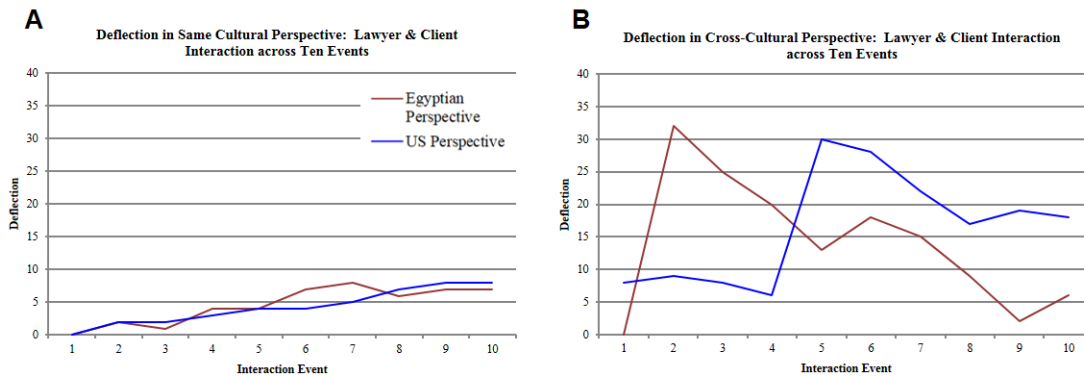 A
Deflection in Same Cultural Perspective: Lawyer & Client
Interaction across Ten Events
40
35
30
25
20
15
10
5
0
Deflection
Egyptian
Perspective
US Perspective
1 2 3 4 5 6 7 8 9 10
Interaction Event
B
Deflection in Cross-Cultural Perspective: Lawyer & Client Interaction
across Ten Events
40
35
30
25
20
15
10
5
0
Deflection
1 2 3 4 5 6 7 8 9 10
Interaction Event